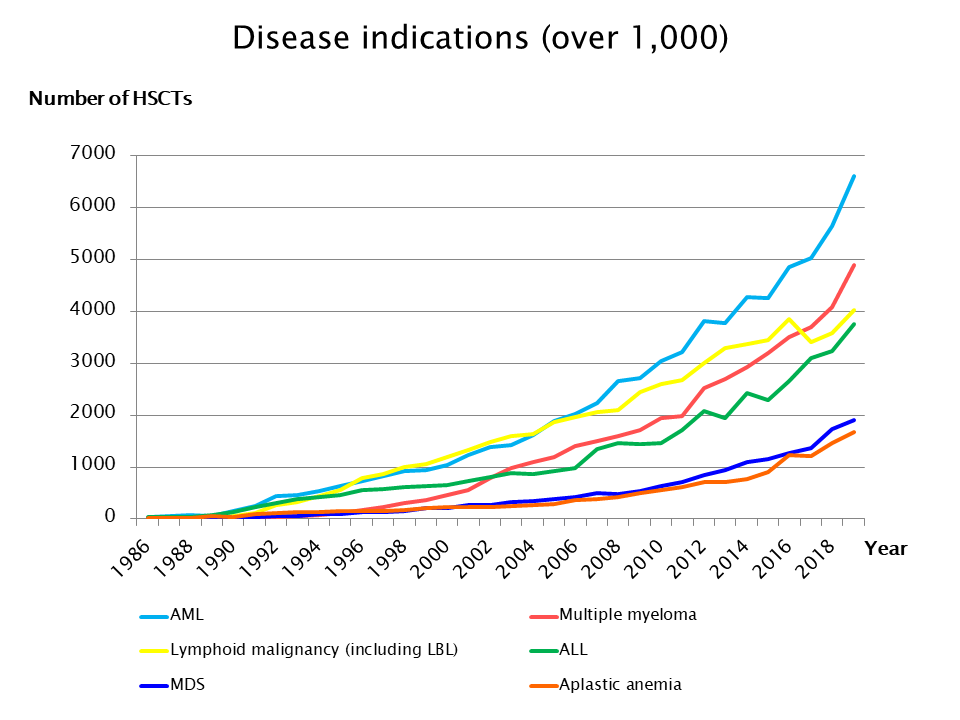 Disease indications (over 1,000)
Number of HSCTs
7000
6000
5000
4000
3000
2000
1000
0
1986
1988
1990
1992
1994
1996
1998
2000
2002
2004
2006
2008
2010
2012
2014
2016
2018
Year
AML
Multiple myeloma
Lymphoid malignancy (including LBL)
ALL
MDS
Aplastic anemia